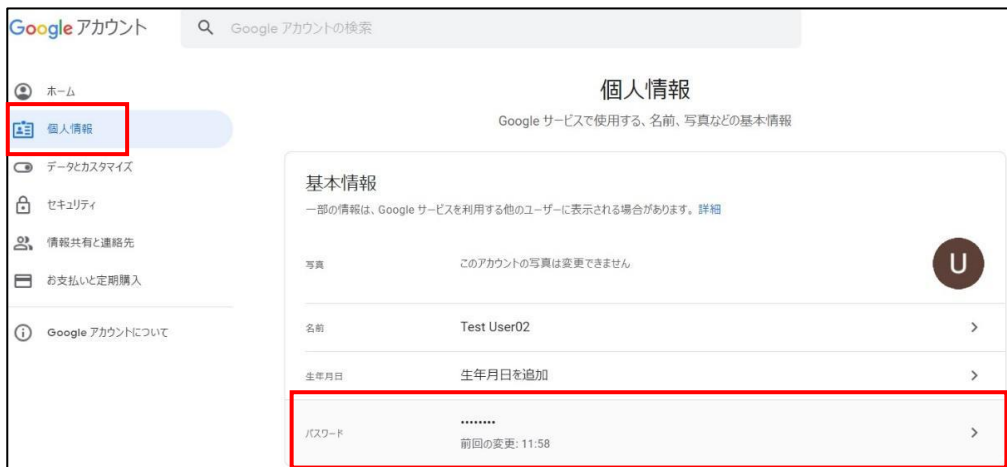 Google アカウント
Google アカウントの検索
ホーム
個人情報
データとカスタマイズ
セキュリティ
情報共有と連絡先
お支払いと定期購入
Google アカウントについて
個人情報
Google サービスで使用する、名前、写真などの基本情報
基本情報
一部の情報は、Google サービスを利用する他のユーザーに表示される場合があります。 詳細
写真 このアカウントの写真は変更できません U
名前 Test User02
生年月日 生年月日を追加
パスワード ••••••••
前回の変更: 11:58